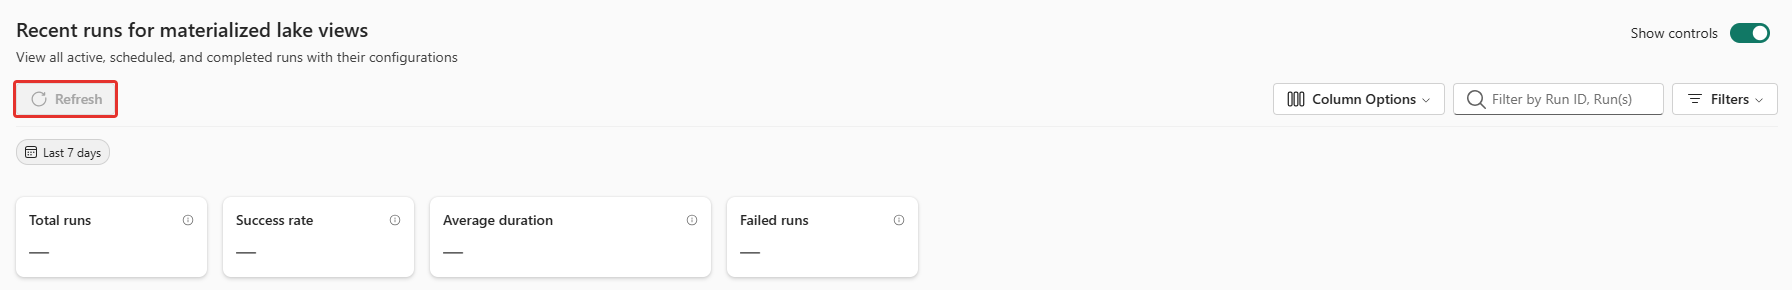 Recent runs for materialized lake views
Show controls
View all active, scheduled, and completed runs with their configurations
Refresh
Column Options
Filter by Run ID, Run(s)
Filters
Last 7 days
Total runs
—
Success rate
—
Average duration
—
Failed runs
—